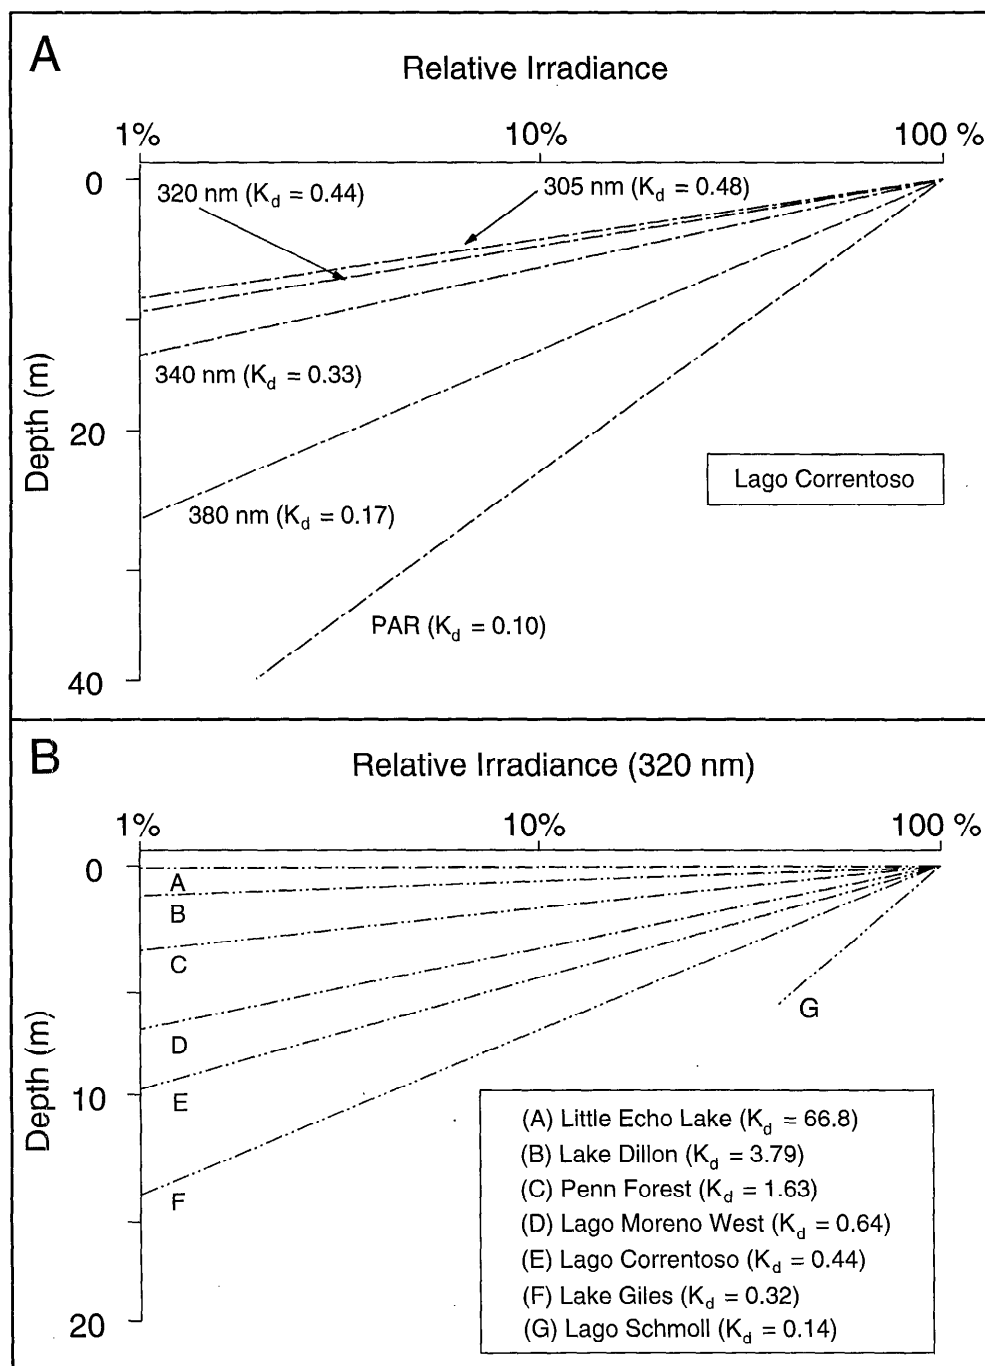 A
Relative Irradiance
1% 10% 100 %
0
320 nm (Kd = 0.44)
305 nm (Kd = 0.48)
340 nm (Kd = 0.33)
Depth (m)
20
Lago Correntoso
380 nm (Kd = 0.17)
PAR (Kd = 0.10)
40
B
Relative Irradiance (320 nm)
1% 10% 100 %
0
A
B
C
D
E
F
G
Depth (m)
10
20
(A) Little Echo Lake (Kd = 66.8)
(B) Lake Dillon (Kd = 3.79)
(C) Penn Forest (Kd = 1.63)
(D) Lago Moreno West (Kd = 0.64)
(E) Lago Correntoso (Kd = 0.44)
(F) Lake Giles (Kd = 0.32)
(G) Lago Schmoll (Kd = 0.14)